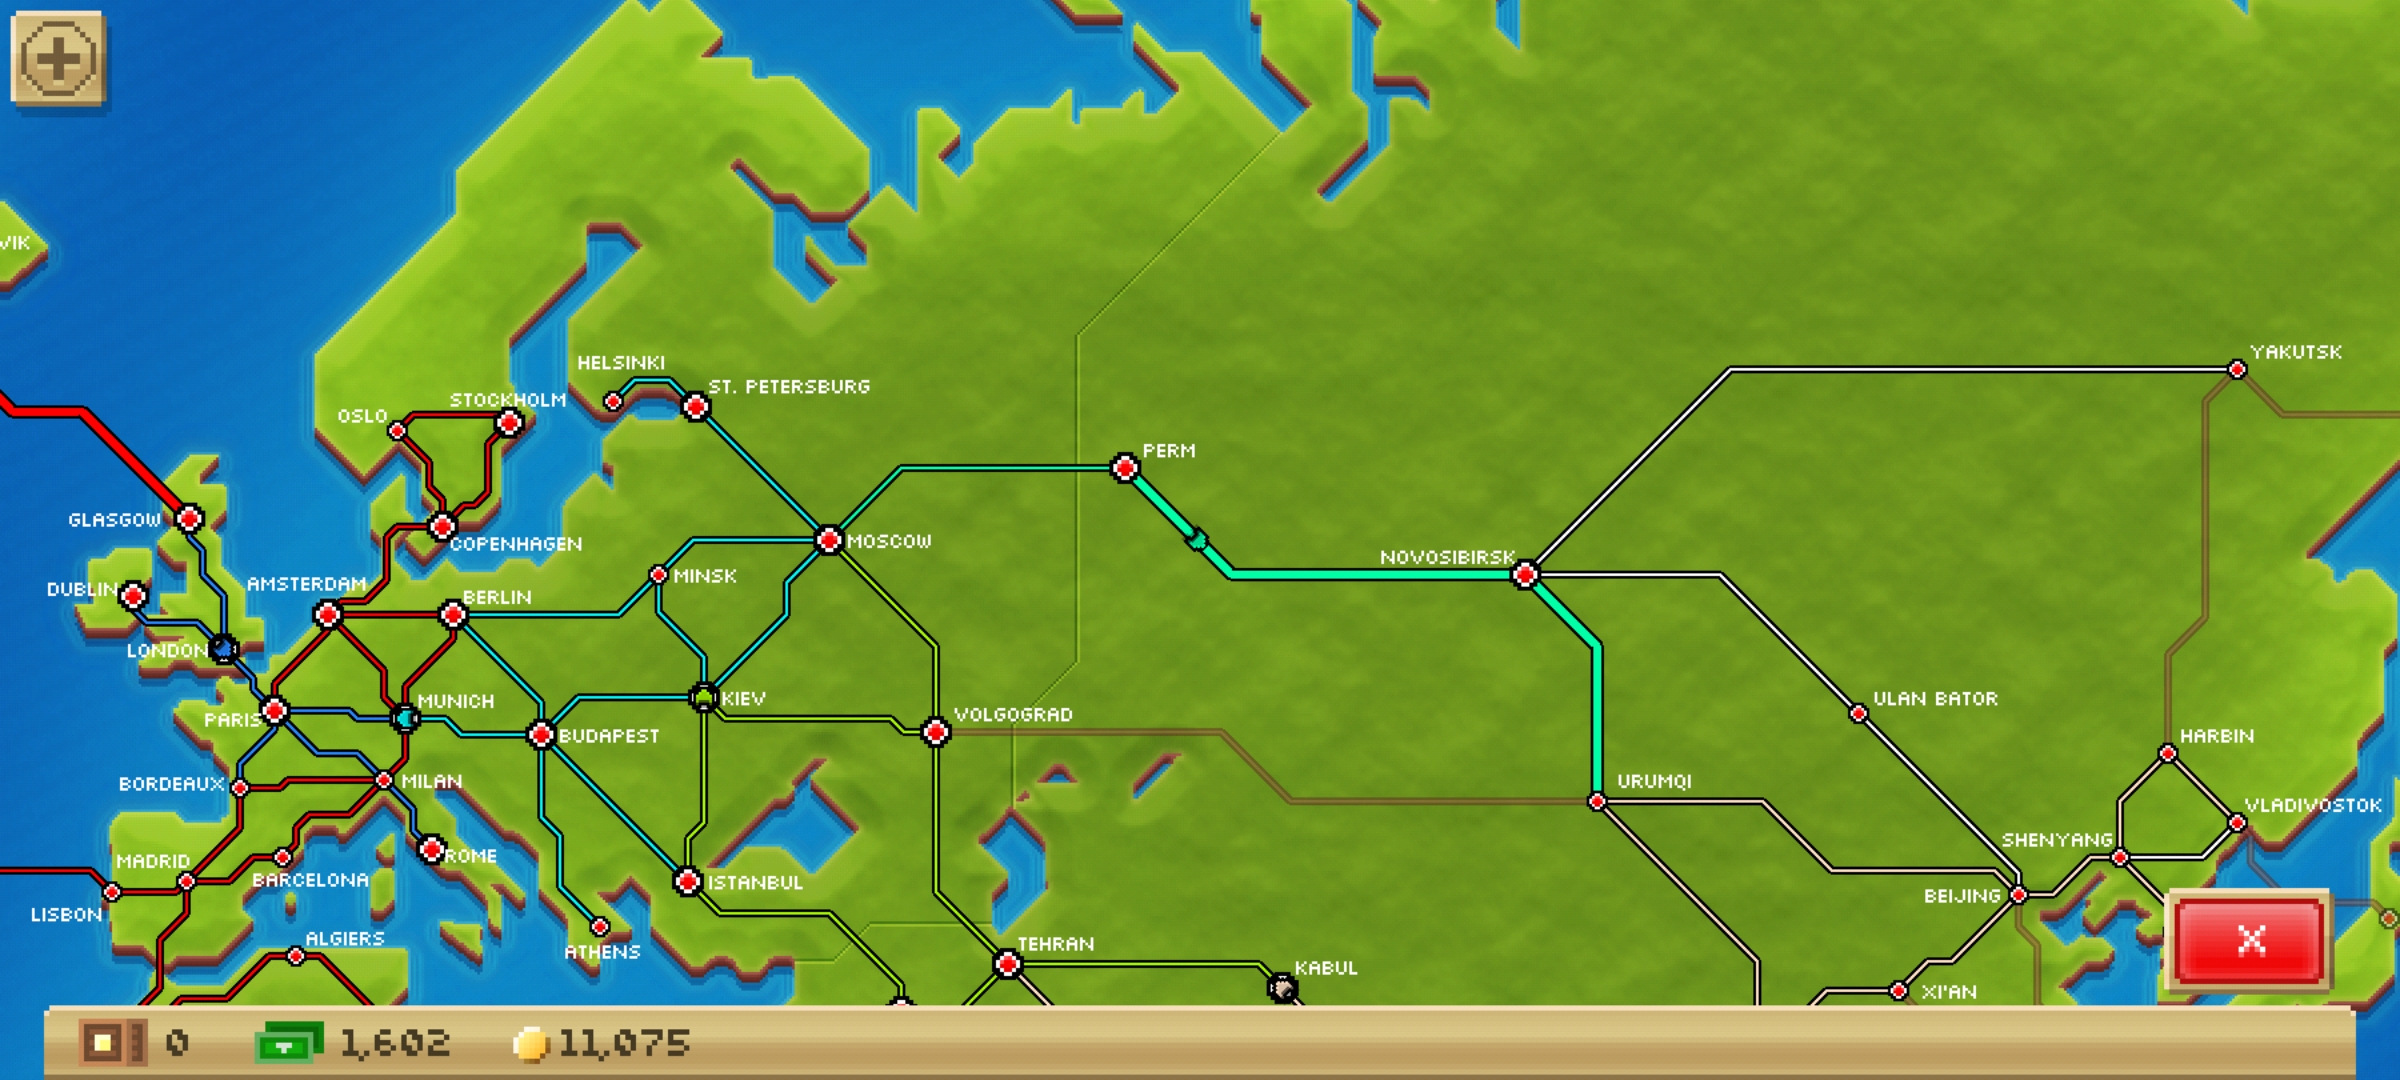 VIK
YAKUTSK
HELSINKI
ST. PETERSBURG
STOCKHOLM
OSLO
PERM
GLASGOW
COPENHAGEN
MOSCOW
NOVOSIBIRSK
DUBLIN
AMSTERDAM
BERLIN
MINSK
LONDON
MUNICH
KIEV
ULAN BATOR
PARIS
BUDAPEST
VOLGOGRAD
HARBIN
BORDEAUX
MILAN
URUMQI
VLADIVOSTOK
SHENYANG
MADRID
ROME
BARCELONA
ISTANBUL
BEIJING
LISBON
ALGIERS
ATHENS
TEHRAN
KABUL
XI'AN
X
0 1,602 11,075